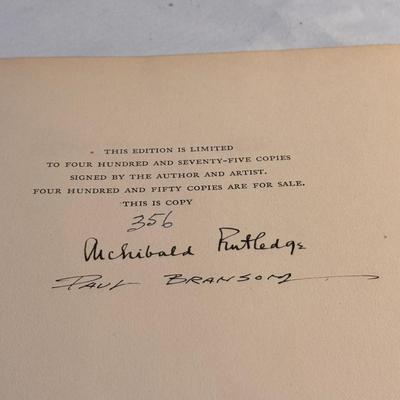 THIS EDITION IS LIMITED
TO FOUR HUNDRED AND SEVENTY-FIVE COPIES
SIGNED BY THE AUTHOR AND ARTIST.
FOUR HUNDRED AND FIFTY COPIES ARE FOR SALE.
THIS IS COPY
356
Archibald Rutledge
PAUL BRANSOM